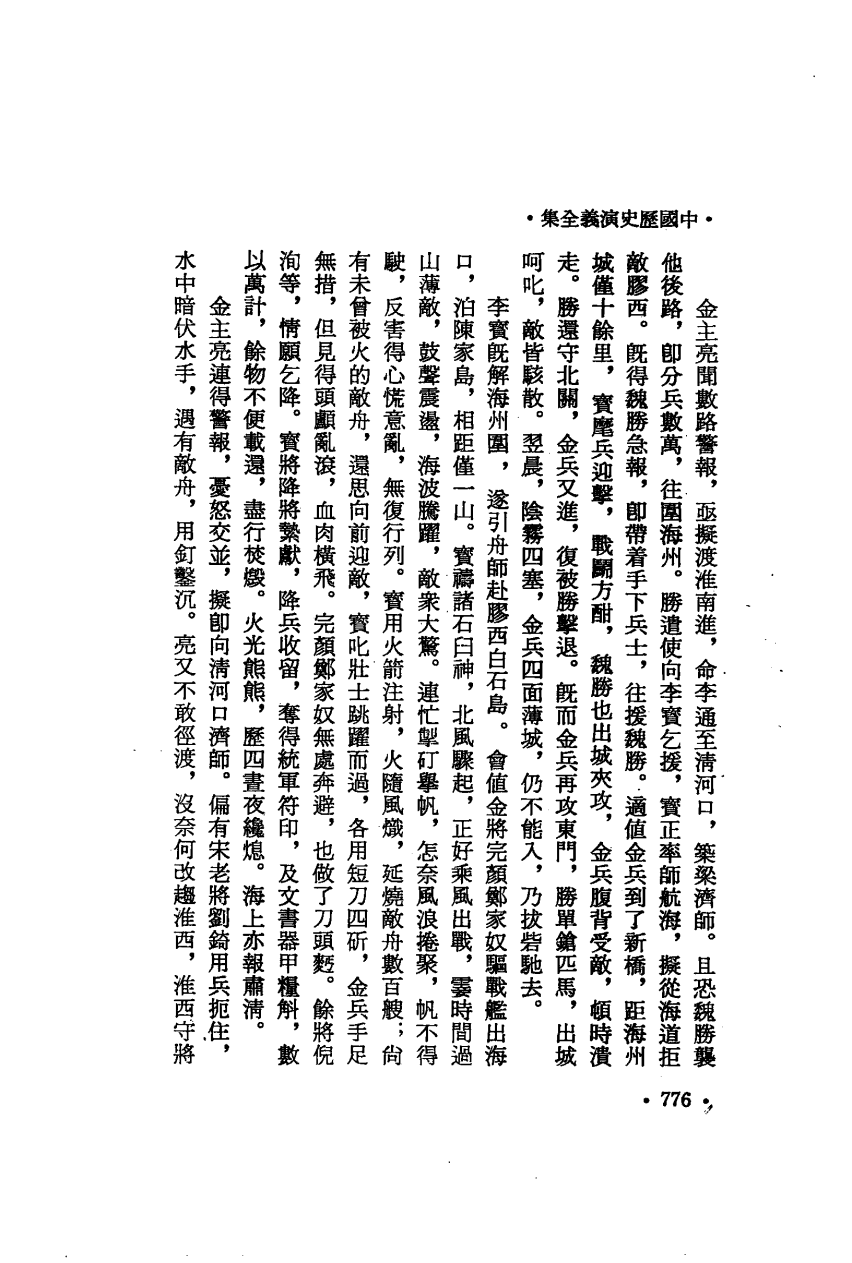 •中國歷史演義全集•
金主亮聞數路警報，亟擬渡淮南進，命李通至清河口，築梁濟師。且恐魏勝襲
他後路，卽分兵數萬，往圍海州。勝遣使向李寶乞援，寶正率師航海，擬從海道拒
敵膠西。旣得魏勝急報，卽帶着手下兵士，往援魏勝。適值金兵到了新橋，距海州
城僅十餘里，寶麾兵迎擊，戰鬭方酣，魏勝也出城夾攻，金兵腹背受敵，頓時潰
走。勝還守北關，金兵又進，復被勝擊退。旣而金兵再攻東門，勝單鎗匹馬，出城
呵叱，敵皆駭散。翌晨，陰霧四塞，金兵四面薄城，仍不能入，乃拔砦馳去。
李寶旣解海州圍，遂引舟師赴膠西白石島。會值金將完顏鄭家奴驅戰艦出海
口，泊陳家島，相距僅一山。寶禱諸石臼神，北風驟起，正好乘風出戰，霎時間過
山薄敵，鼓聲震盪，海波騰躍，敵衆大驚。連忙掣矴舉帆，怎奈風浪捲聚，帆不得
駛，反害得心慌意亂，無復行列。寶用火箭注射，火隨風熾，延燒敵舟數百艘；尙
有未曾被火的敵舟，還思向前迎敵，寶叱壯士跳躍而過，各用短刀四斫，金兵手足
無措，但見得頭顱亂滾，血肉橫飛。完顏鄭家奴無處奔避，也做了刀頭麪。餘將倪
洵等，情願乞降。寶將降將槷獻，降兵收留，奪得統軍符印，及文書器甲糧斛，數
以萬計，餘物不便載還，盡行焚燬。火光熊熊，歷四晝夜纔熄。海上亦報肅清。
金主亮連得警報，憂怒交並，擬卽向清河口濟師。偏有宋老將劉錡用兵扼住，
水中暗伏水手，遇有敵舟，用釘鑿沉。亮又不敢徑渡，沒奈何改趨淮西，淮西守將
•776•